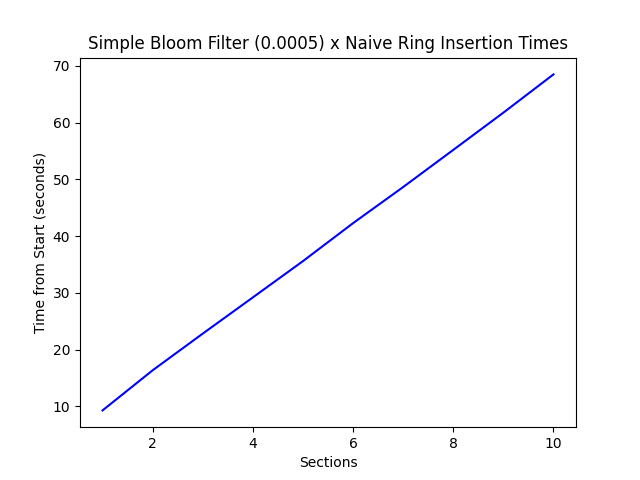 Simple Bloom Filter (0.0005) x Naive Ring Insertion Times
Time from Start (seconds)
70
60
50
40
30
20
10
2 4 6 8 10
Sections